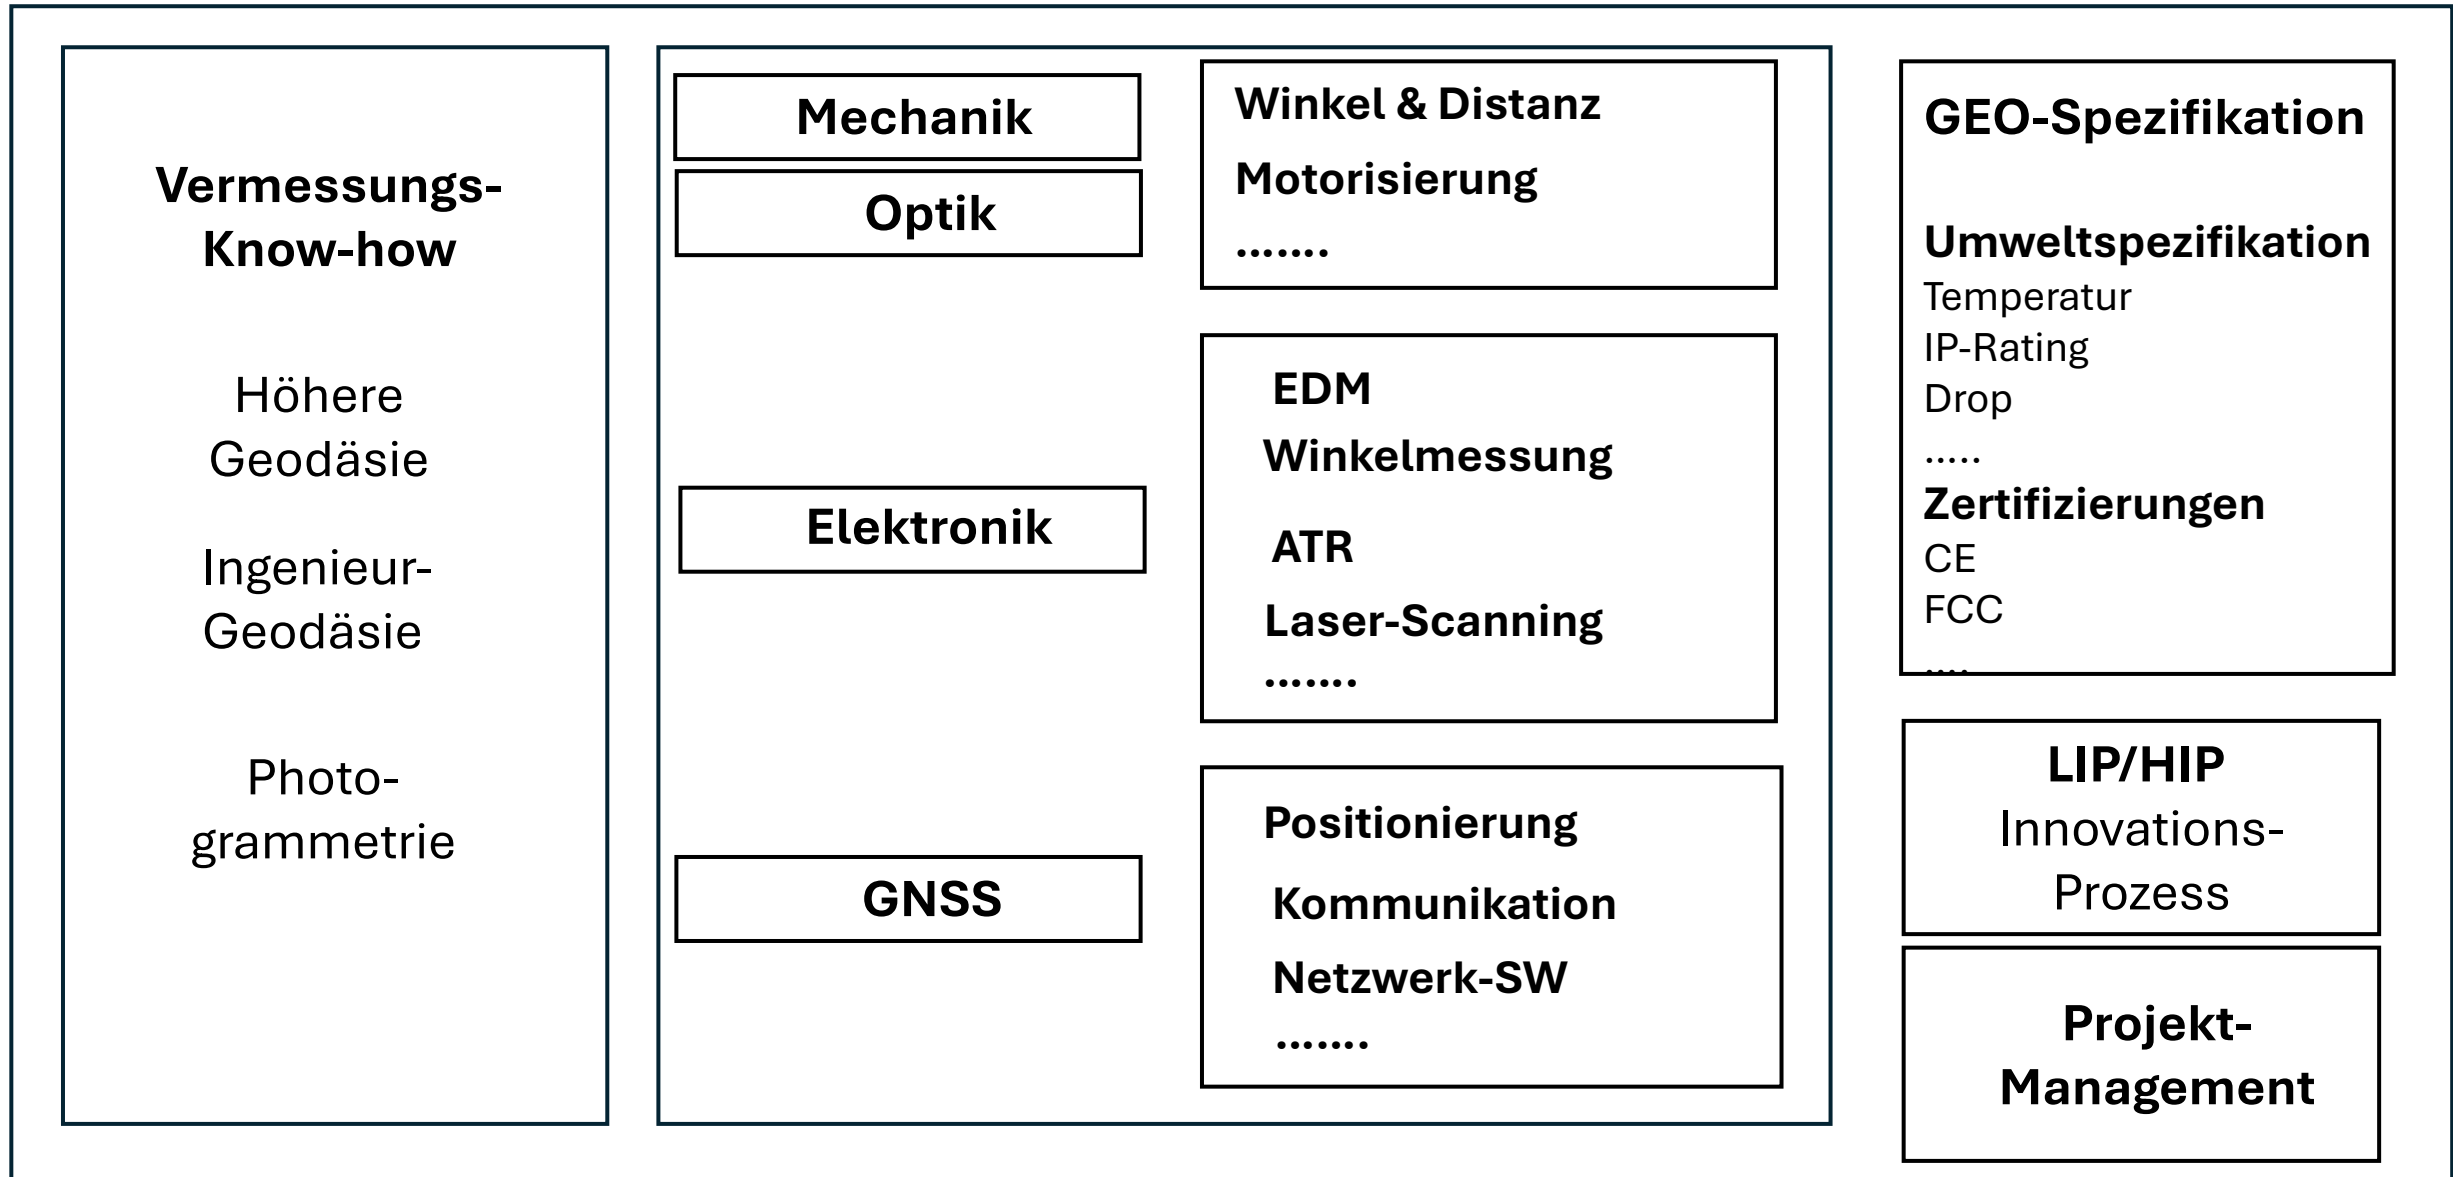 Vermessungs-
Know-how
Höhere
Geodäsie
Ingenieur-
Geodäsie
Photo-
grammetrie
Mechanik
Optik
Winkel & Distanz
Motorisierung
.......
Elektronik
EDM
Winkelmessung
ATR
Laser-Scanning
.......
GNSS
Positionierung
Kommunikation
Netzwerk-SW
.......
GEO-Spezifikation
Umweltspezifikation
Temperatur
IP-Rating
Drop
.....
Zertifizierungen
CE
FCC
....
LIP/HIP
Innovations-
Prozess
Projekt-
Management